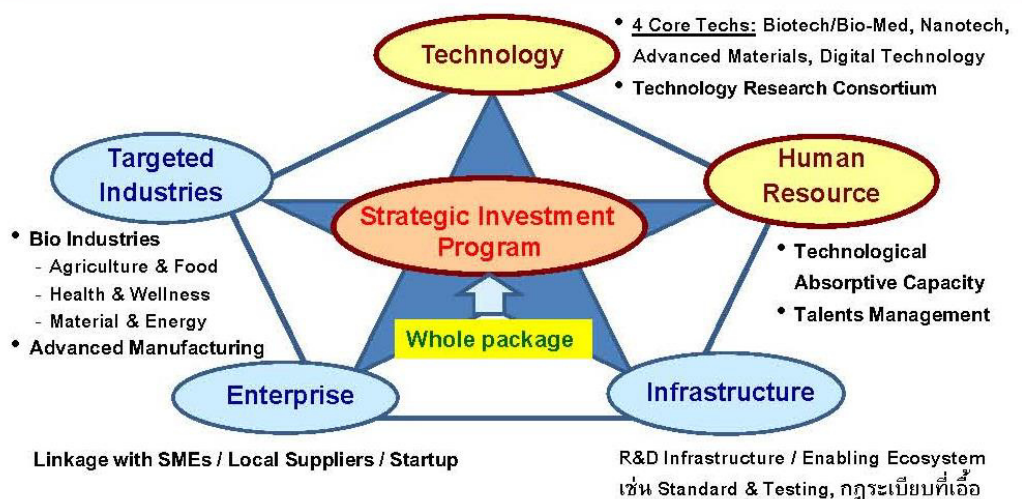 Technology
• 4 Core Techs: Biotech/Bio-Med, Nanotech,
Advanced Materials, Digital Technology
• Technology Research Consortium
Targeted
Industries
• Bio Industries
- Agriculture & Food
- Health & Wellness
- Material & Energy
• Advanced Manufacturing
Strategic Investment
Program
Whole package
Human
Resource
• Technological
Absorptive Capacity
• Talents Management
Enterprise
Linkage with SMEs / Local Suppliers / Startup
Infrastructure
R&D Infrastructure / Enabling Ecosystem
เช่น Standard & Testing, กฎระเบียบที่เอื้อ